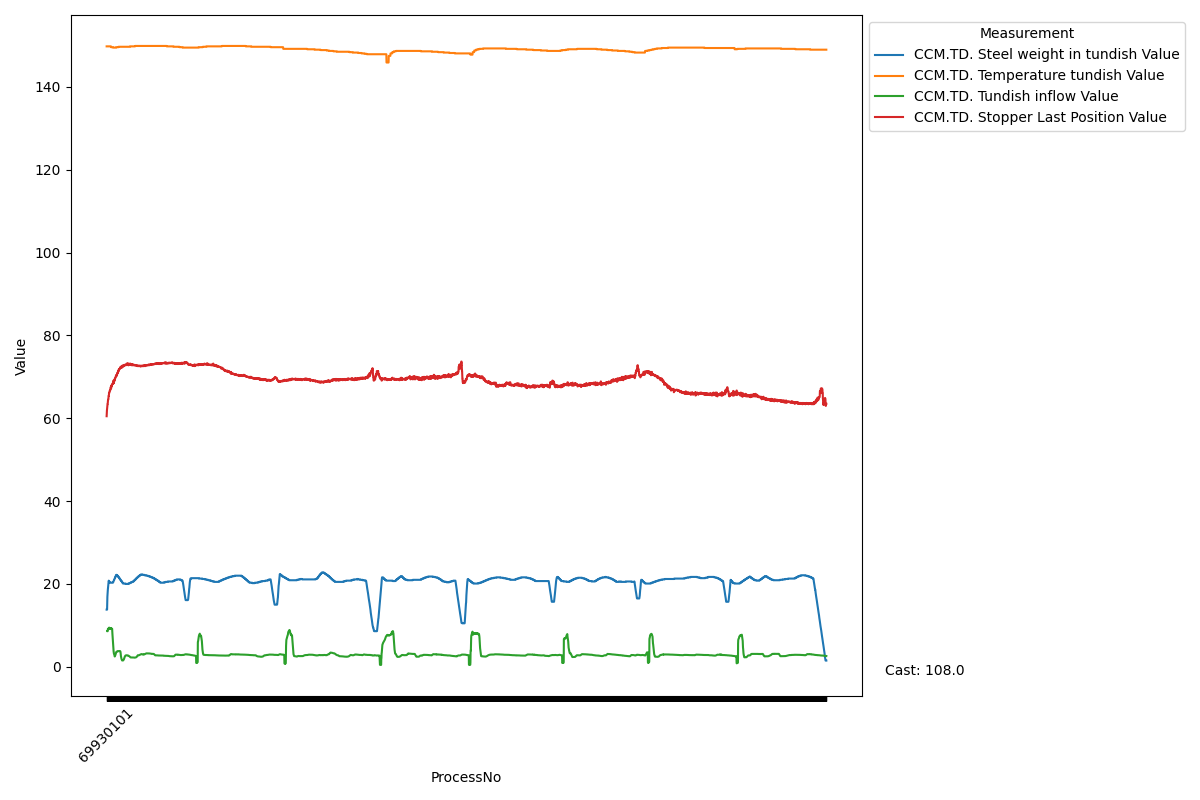 Measurement
CCM.TD. Steel weight in tundish Value
CCM.TD. Temperature tundish Value
CCM.TD. Tundish inflow Value
CCM.TD. Stopper Last Position Value
140
120
100
80
60
40
20
0
Value
69930101
ProcessNo
Cast: 108.0